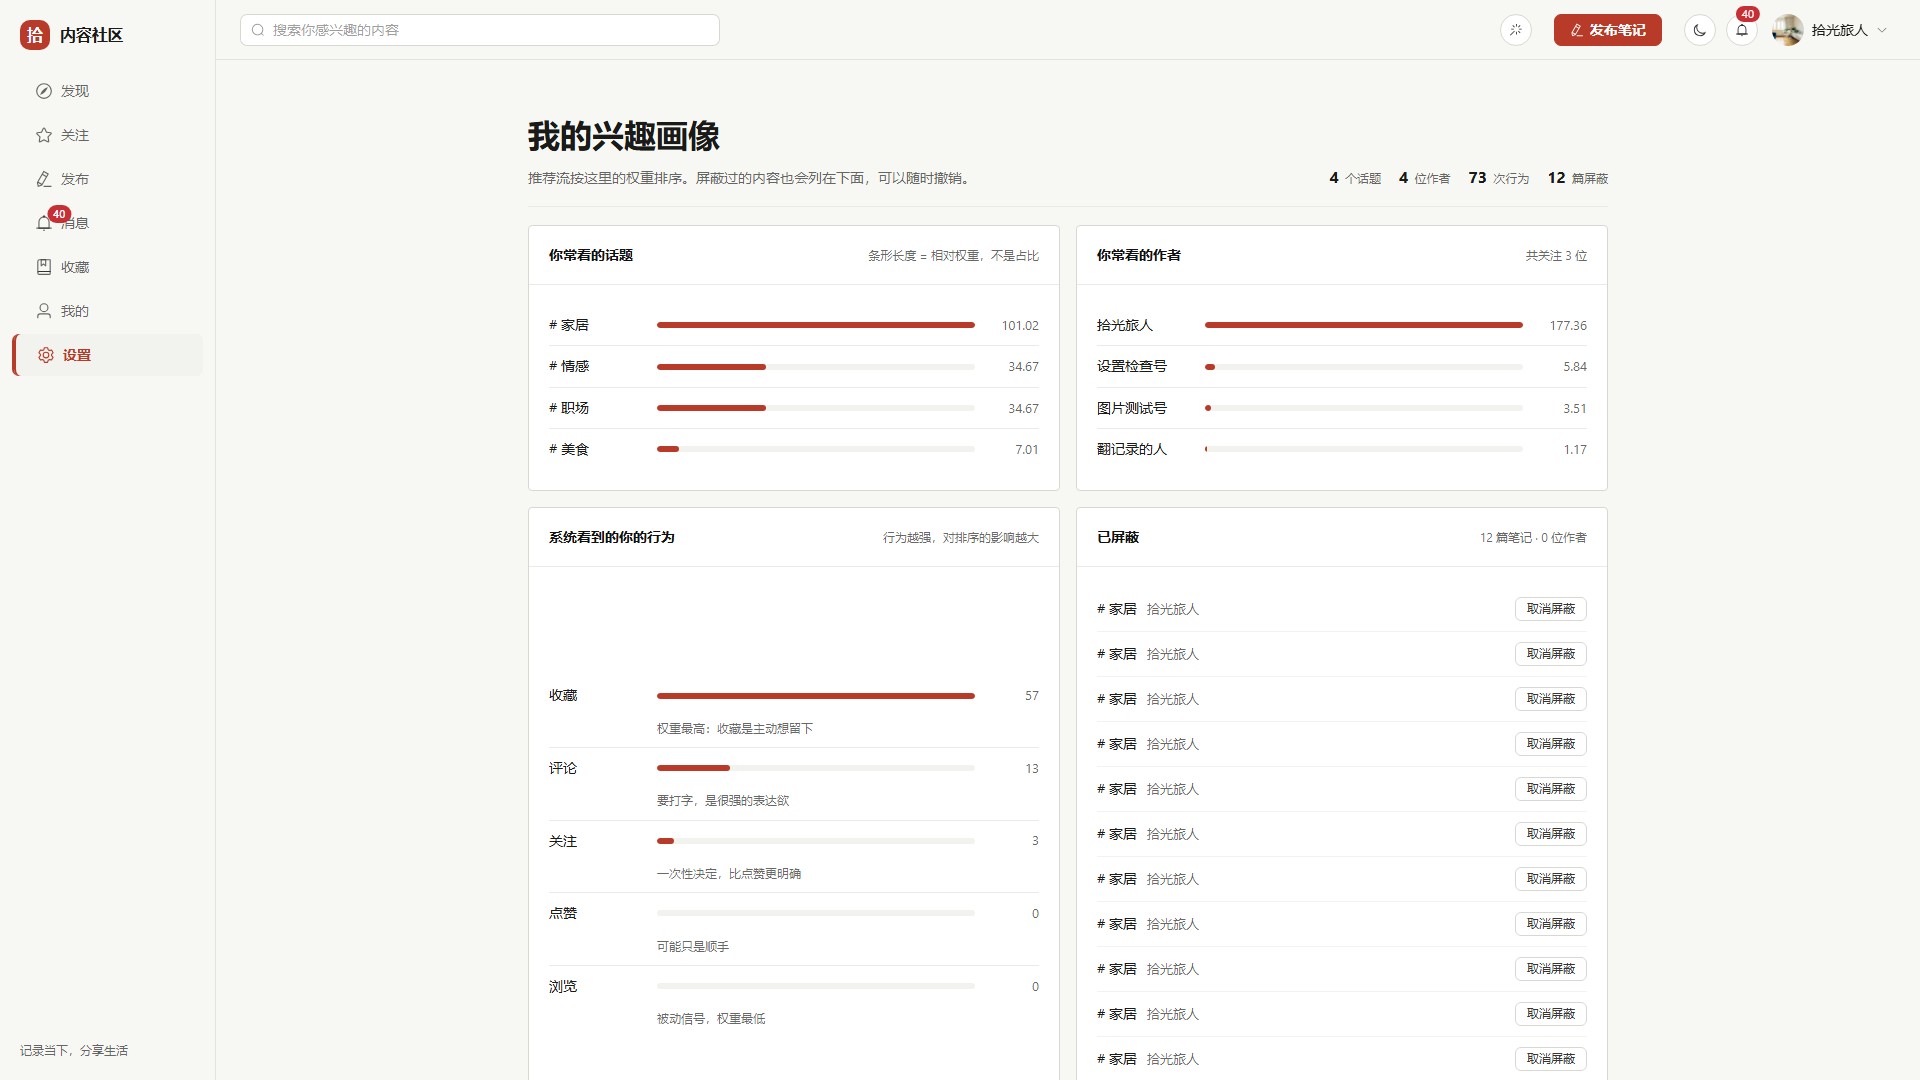 拾 内容社区
搜索你感兴趣的内容
发布笔记
40
拾光旅人
发现
关注
发布
40
消息
收藏
我的
设置
记录当下，分享生活
我的兴趣画像
推荐流按这里的权重排序。屏蔽过的内容也会列在下面，可以随时撤销。
4 个话题 4 位作者 73 次行为 12 篇屏蔽
你常看的话题 条形长度 = 相对权重，不是占比
# 家居 101.02
# 情感 34.67
# 职场 34.67
# 美食 7.01
你常看的作者 共关注 3 位
拾光旅人 177.36
设置检查号 5.84
图片测试号 3.51
翻记录的人 1.17
系统看到的你的行为 行为越强，对排序的影响越大
收藏 57
权重最高：收藏是主动想留下
评论 13
要打字，是很强的表达欲
关注 3
一次性决定，比点赞更明确
点赞 0
可能只是顺手
浏览 0
被动信号，权重最低
已屏蔽 12 篇笔记 · 0 位作者
# 家居 拾光旅人 取消屏蔽
# 家居 拾光旅人 取消屏蔽
# 家居 拾光旅人 取消屏蔽
# 家居 拾光旅人 取消屏蔽
# 家居 拾光旅人 取消屏蔽
# 家居 拾光旅人 取消屏蔽
# 家居 拾光旅人 取消屏蔽
# 家居 拾光旅人 取消屏蔽
# 家居 拾光旅人 取消屏蔽
# 家居 拾光旅人 取消屏蔽
# 家居 拾光旅人 取消屏蔽